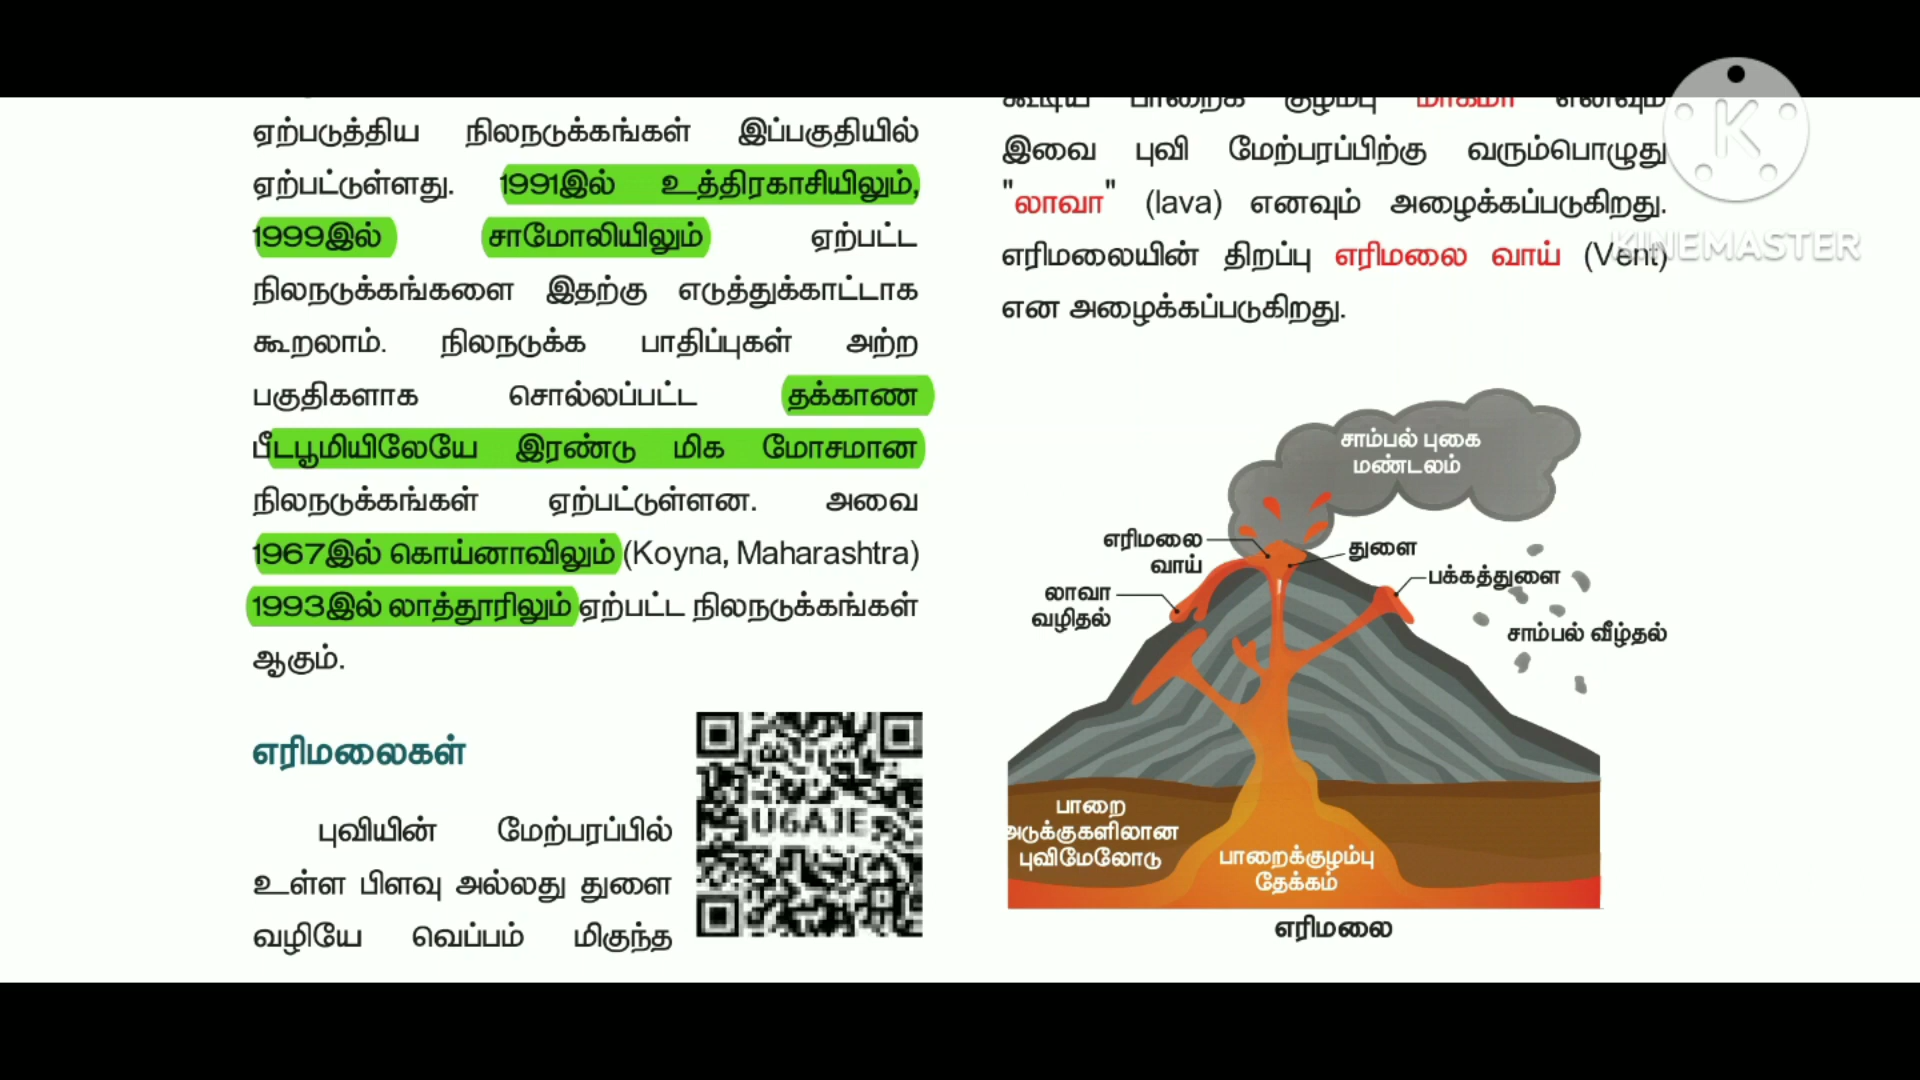 ஏற்படுத்திய நிலநடுக்கங்கள் இப்பகுதியில்
ஏற்பட்டுள்ளது. 1991இல் உத்திரகாசியிலும்,
1999இல் சாமோலியிலும் ஏற்பட்ட
நிலநடுக்கங்களை இதற்கு எடுத்துக்காட்டாக
கூறலாம். நிலநடுக்க பாதிப்புகள் அற்ற
பகுதிகளாக சொல்லப்பட்ட தக்காண
பீடபூமியிலேயே இரண்டு மிக மோசமான
நிலநடுக்கங்கள் ஏற்பட்டுள்ளன. அவை
1967இல் கொய்னாவிலும் (Koyna, Maharashtra)
1993இல் லாத்தூரிலும் ஏற்பட்ட நிலநடுக்கங்கள்
ஆகும்.
எரிமலைகள்
புவியின் மேற்பரப்பில்
உள்ள பிளவு அல்லது துளை
வழியே வெப்பம் மிகுந்த
U6AJE
கூடிய பாறைக் குழம்பு மாக்மா எனவும்
இவை புவி மேற்பரப்பிற்கு வரும்பொழுது
"லாவா" (lava) எனவும் அழைக்கப்படுகிறது.
எரிமலையின் திறப்பு எரிமலை வாய் (Vent)
என அழைக்கப்படுகிறது.
சாம்பல் புகை
மண்டலம்
எரிமலை
வாய்
துளை
பக்கத்துளை
லாவா
வழிதல்
சாம்பல் வீழ்தல்
பாறை
அடுக்குகளிலான
புவிமேலோடு
பாறைக்குழம்பு
தேக்கம்
எரிமலை
K
KINEMASTER